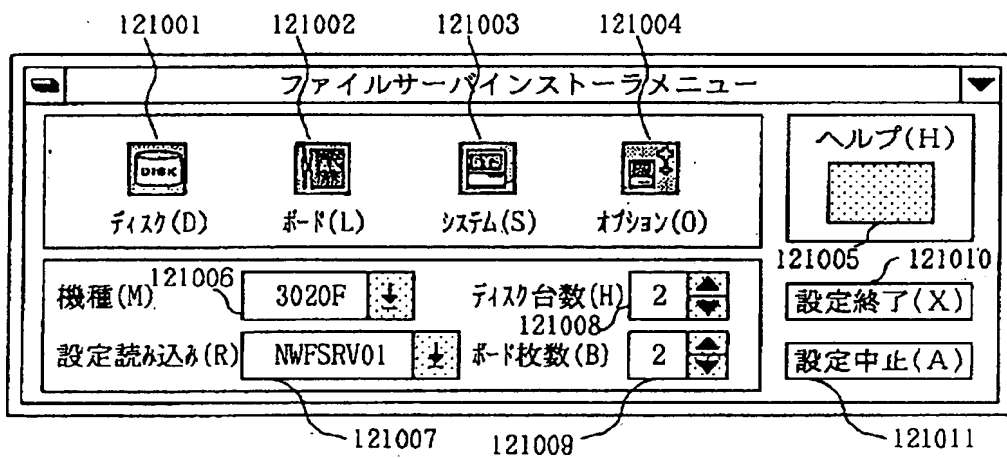 121001 121002 121003 121004
ファイルサーバインストーラメニュー
DISK
ディスク(D) ボード(L) システム(S) オプション(O)
ヘルプ(H)
121005 121010
機種(M) 121006 3020F ディスク台数(H) 2
121008
設定終了(X)
設定読み込み(R) NWFSRV01 ボード枚数(B) 2
設定中止(A)
121007 121009 121011